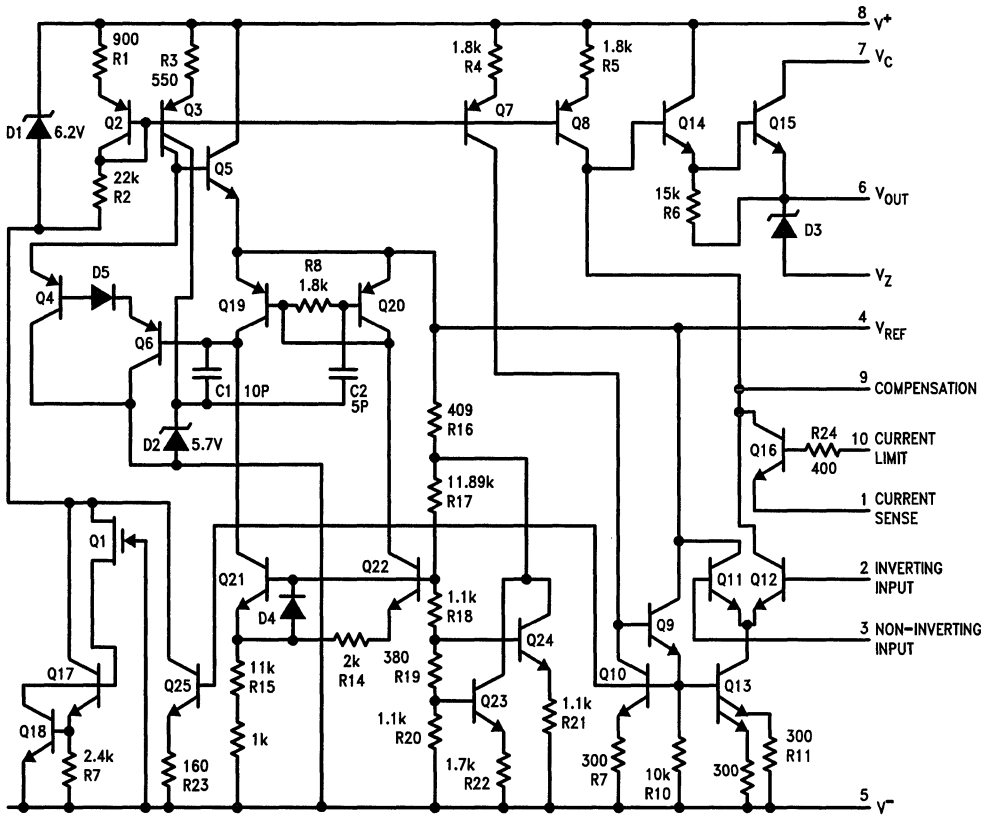 8 V+
900
R1
R3
550
1.8k
R4
1.8k
R5
7 VC
D1
6.2V
Q2
Q3
Q7
Q8
Q14
Q15
Q5
22k
R2
15k
R6
6 VOUT
D3
VZ
R8
1.8k
D5
Q4
Q19
Q20
Q6
4 VREF
C1
10P
C2
5P
9 COMPENSATION
409
R16
D2
5.7V
R24
400
Q16
10 CURRENT
LIMIT
11.89k
R17
1 CURRENT
SENSE
Q1
Q21
Q22
Q11
Q12
2 INVERTING
INPUT
D4
1.1k
R18
Q24
Q9
3 NON-INVERTING
INPUT
2k
R14
380
R19
11k
R15
Q17
Q25
Q23
Q10
Q13
Q18
1.1k
R20
1.1k
R21
2.4k
R7
160
R23
1k
1.7k
R22
300
R7
10k
R10
300
300
R11
5 V-